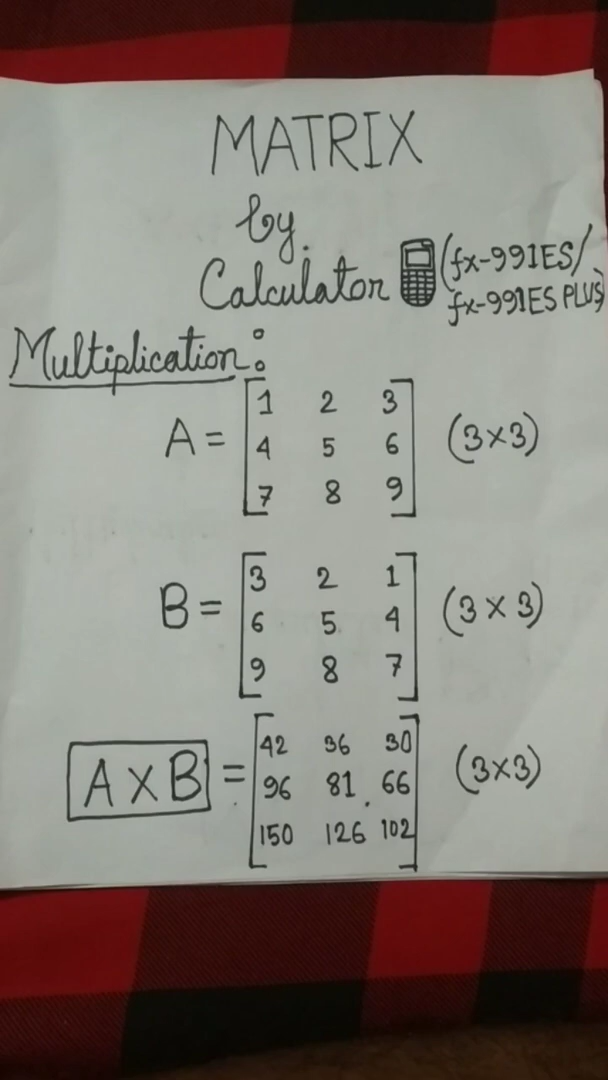 MATRIX
by
Calculator (fx-991ES/
fx-991ES PLUS)
Multiplication:
1 2 3
A = 4 5 6 (3×3)
7 8 9
3 2 1
B = 6 5 4 (3×3)
9 8 7
42 36 30
A×B = 96 81 66 (3×3)
150 126 102